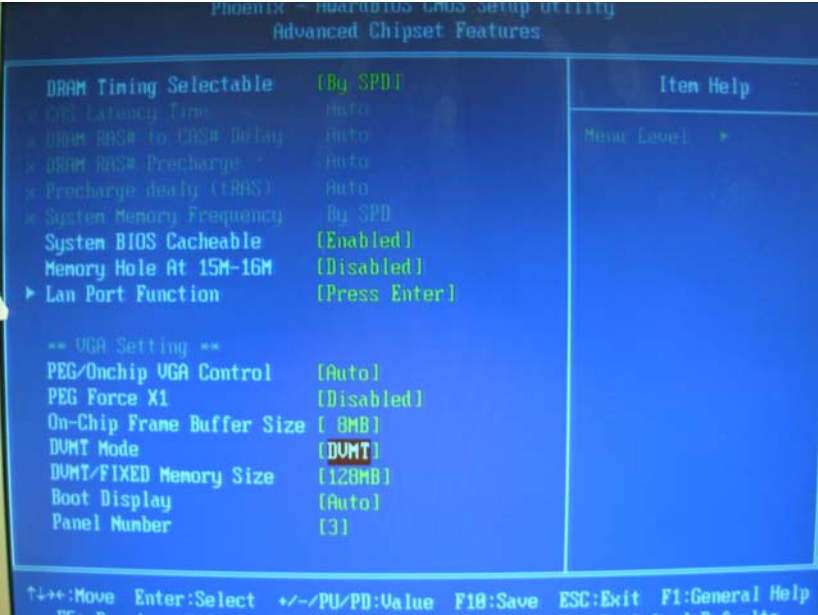 Phoenix - AwardBIOS CMOS Setup Utility
Advanced Chipset Features
DRAM Timing Selectable [By SPD]
x CAS Latency Time Auto
x DRAM RAS# to CAS# Delay Auto
x DRAM RAS# Precharge Auto
x Precharge dealy (tRAS) Auto
x System Memory Frequency By SPD
System BIOS Cacheable [Enabled]
Memory Hole At 15M-16M [Disabled]
▶ Lan Port Function [Press Enter]
** VGA Setting **
PEG/Onchip VGA Control [Auto]
PEG Force X1 [Disabled]
On-Chip Frame Buffer Size [ 8MB]
DVMT Mode [DVMT]
DVMT/FIXED Memory Size [128MB]
Boot Display [Auto]
Panel Number [3]
Item Help
Menu Level ▶
↑↓→←:Move Enter:Select +/-/PU/PD:Value F10:Save ESC:Exit F1:General Help